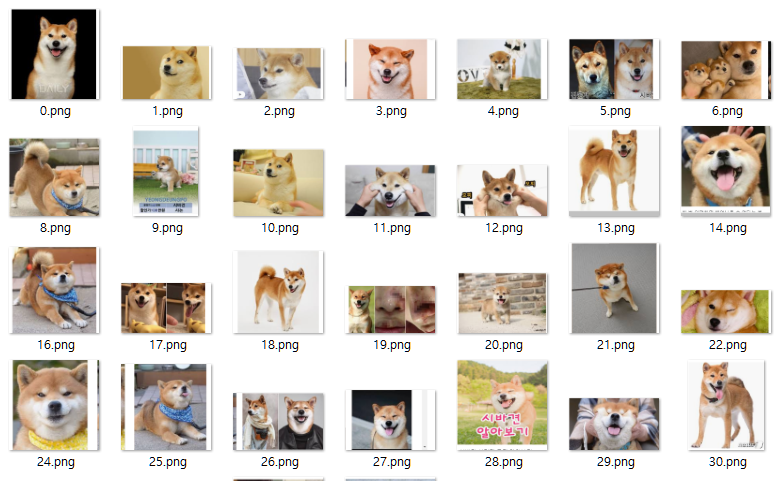 DAILY
0.png
1.png
2.png
3.png
OV
4.png
5.png
6.png
8.png
9.png
10.png
11.png
12.png
13.png
14.png
16.png
17.png
18.png
19.png
20.png
21.png
22.png
24.png
25.png
26.png
27.png
시바견
알아보기
28.png
29.png
30.png